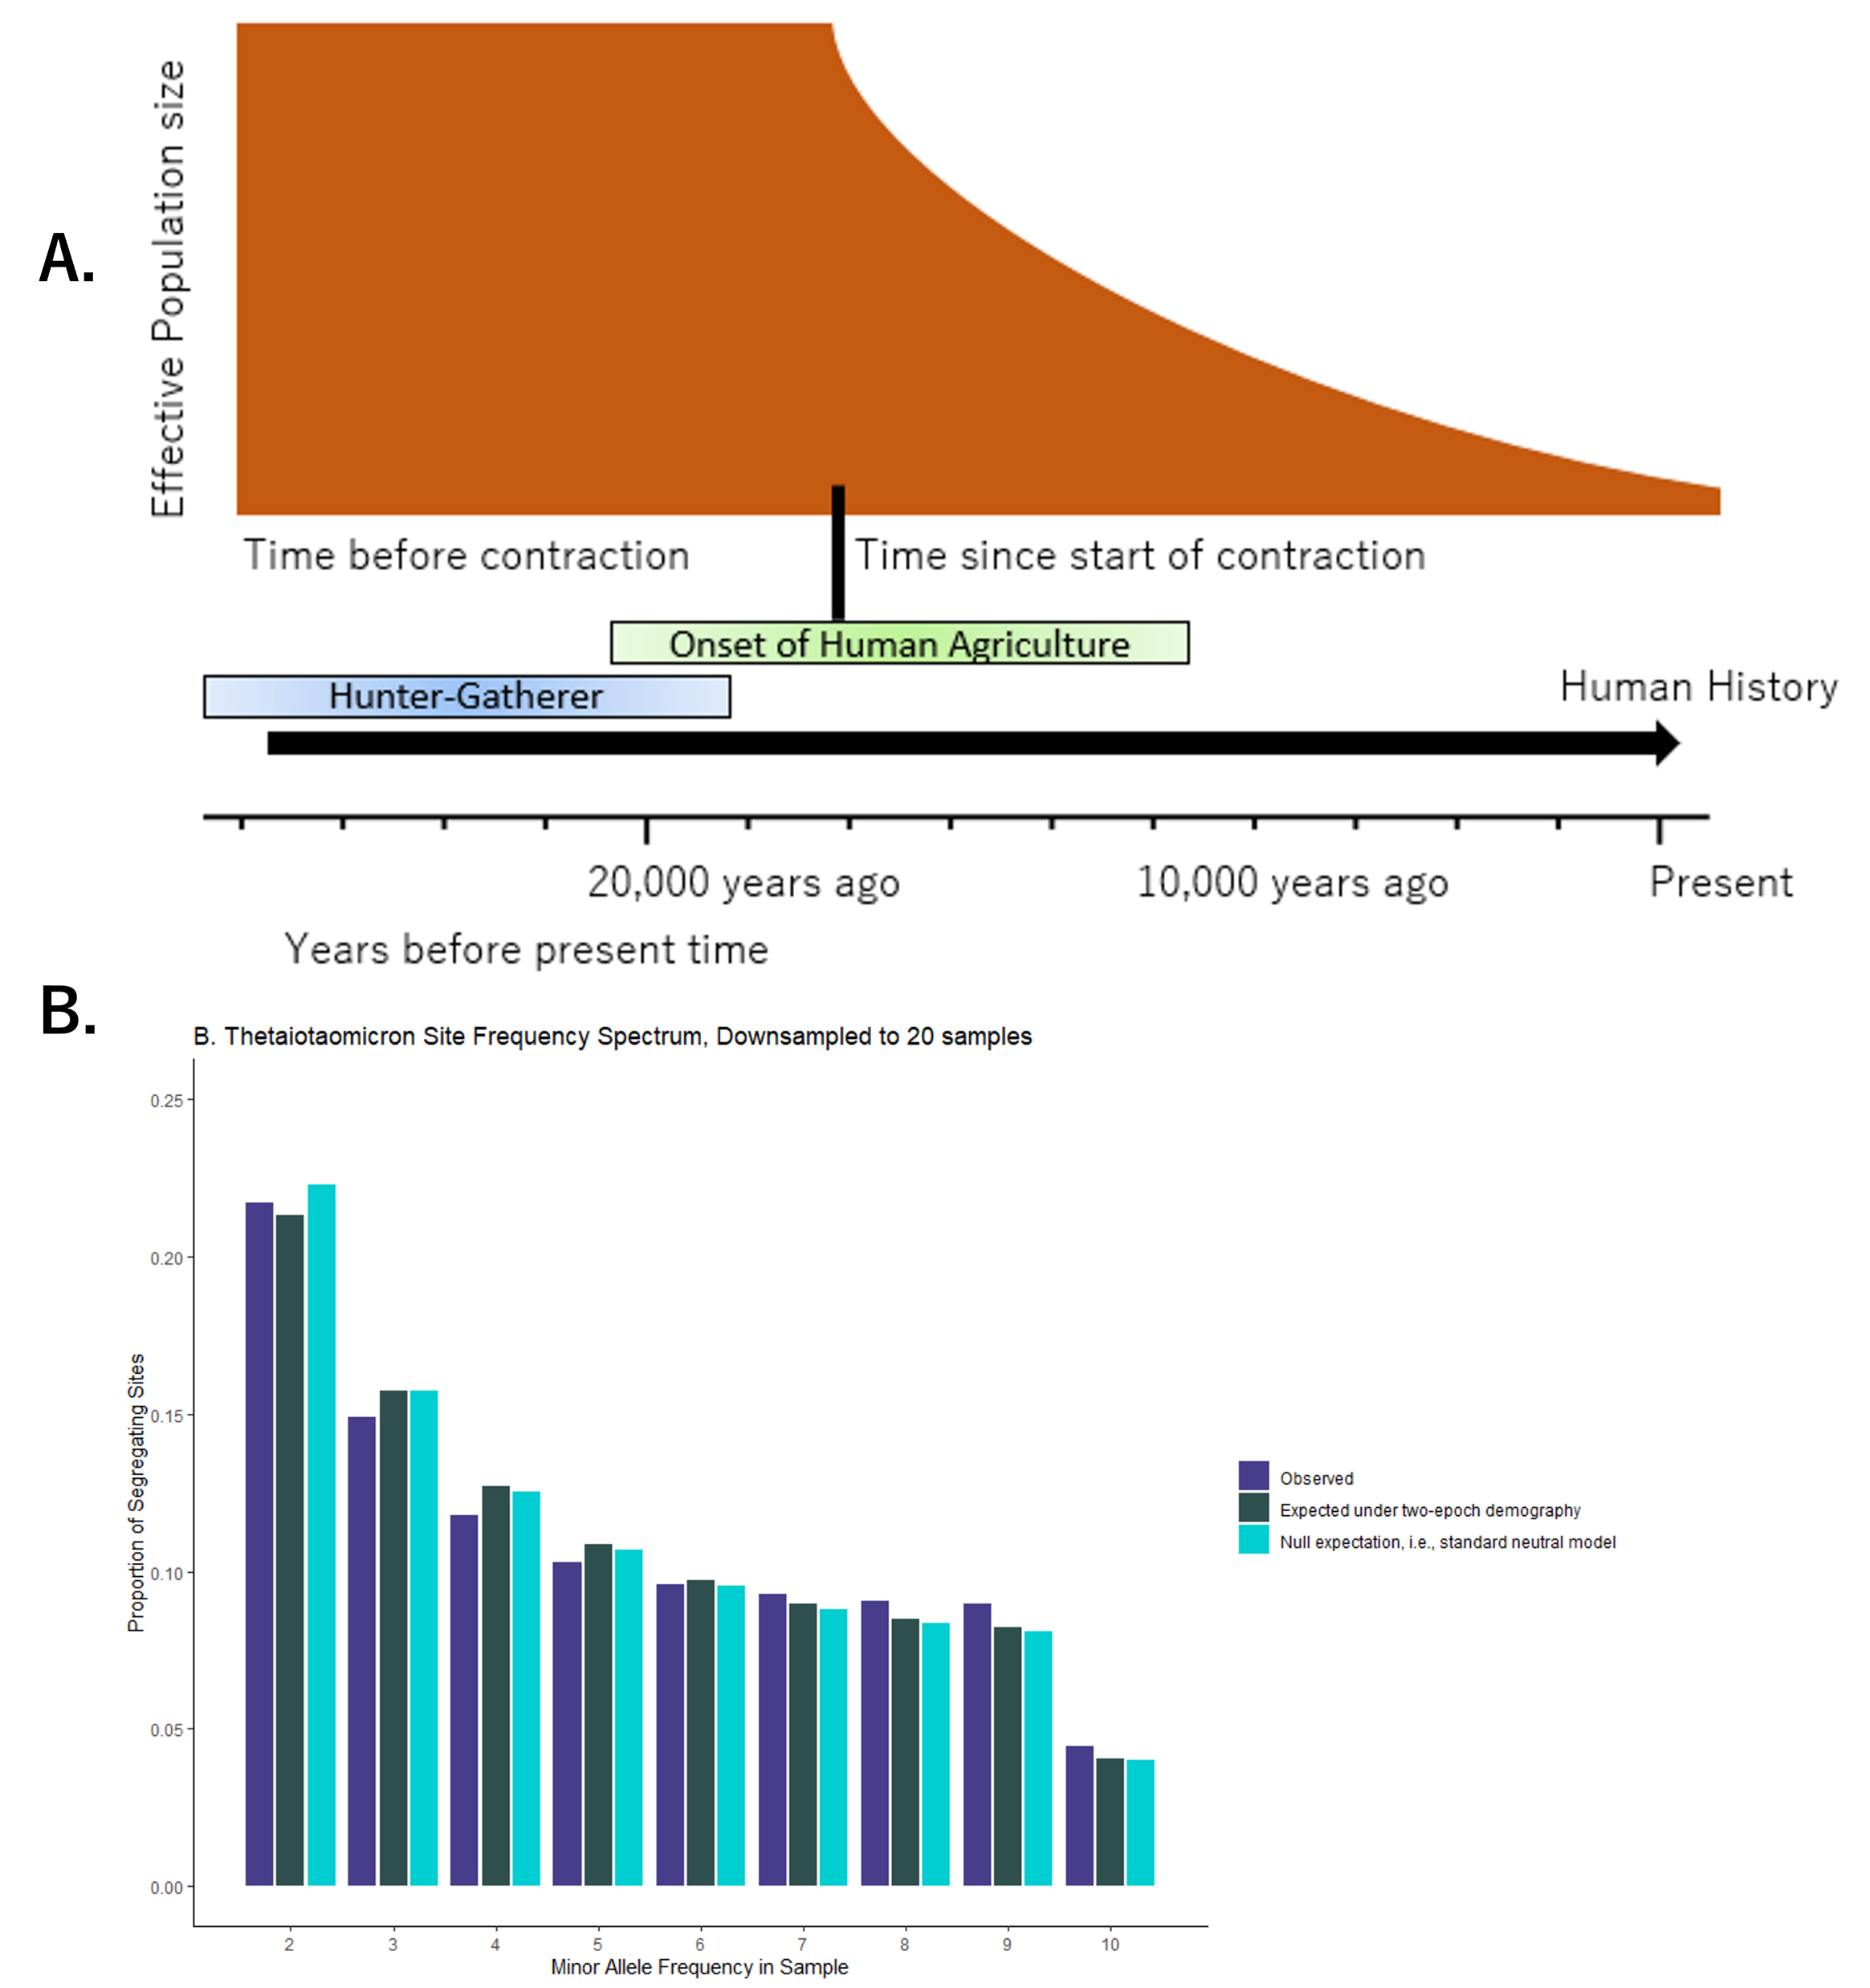 A.
Effective Population size
Time before contraction
Time since start of contraction
Onset of Human Agriculture
Hunter-Gatherer
Human History
20,000 years ago
10,000 years ago
Present
Years before present time
B.
B. Thetaiotaomicron Site Frequency Spectrum, Downsampled to 20 samples
Proportion of Segregating Sites
0.25
0.20
0.15
0.10
0.05
0.00
Observed
Expected under two-epoch demography
Null expectation, i.e., standard neutral model
2 3 4 5 6 7 8 9 10
Minor Allele Frequency in Sample